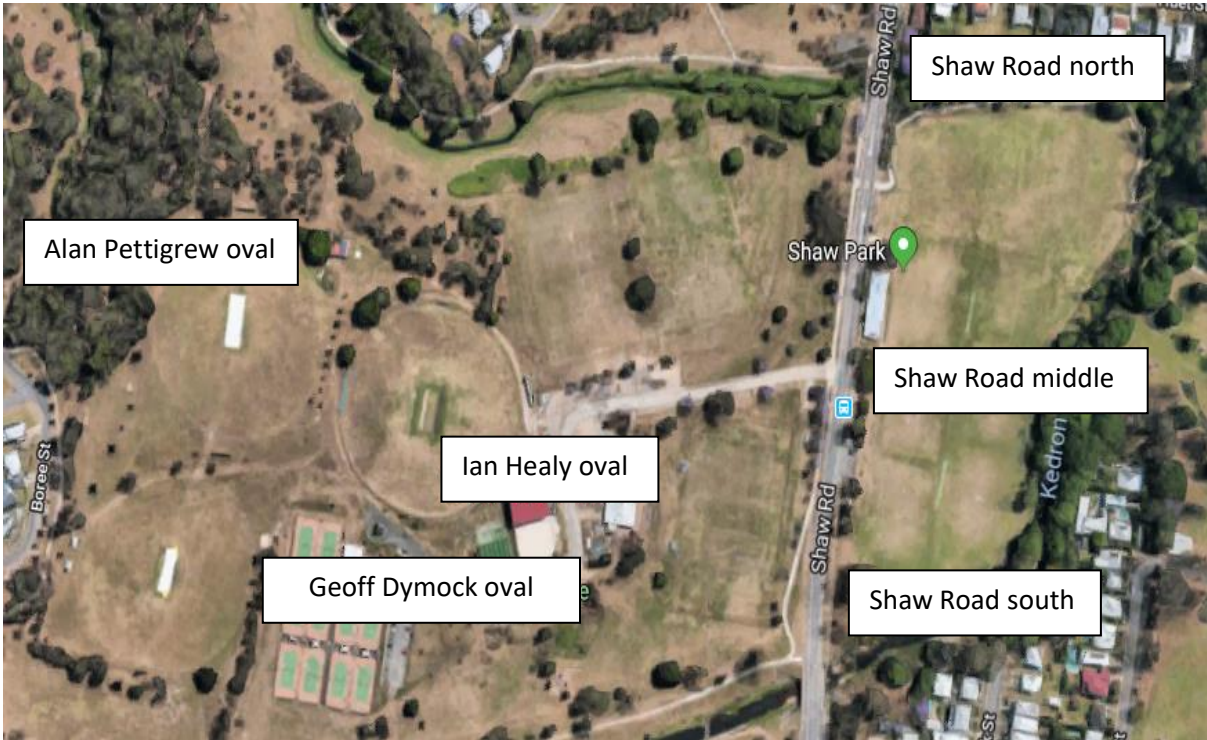 Shaw Rd
Shaw Road north
Alan Pettigrew oval
Shaw Park
Shaw Road middle
Ian Healy oval
Kedron
Boree St
Shaw Rd
Geoff Dymock oval
e
Shaw Road south
St